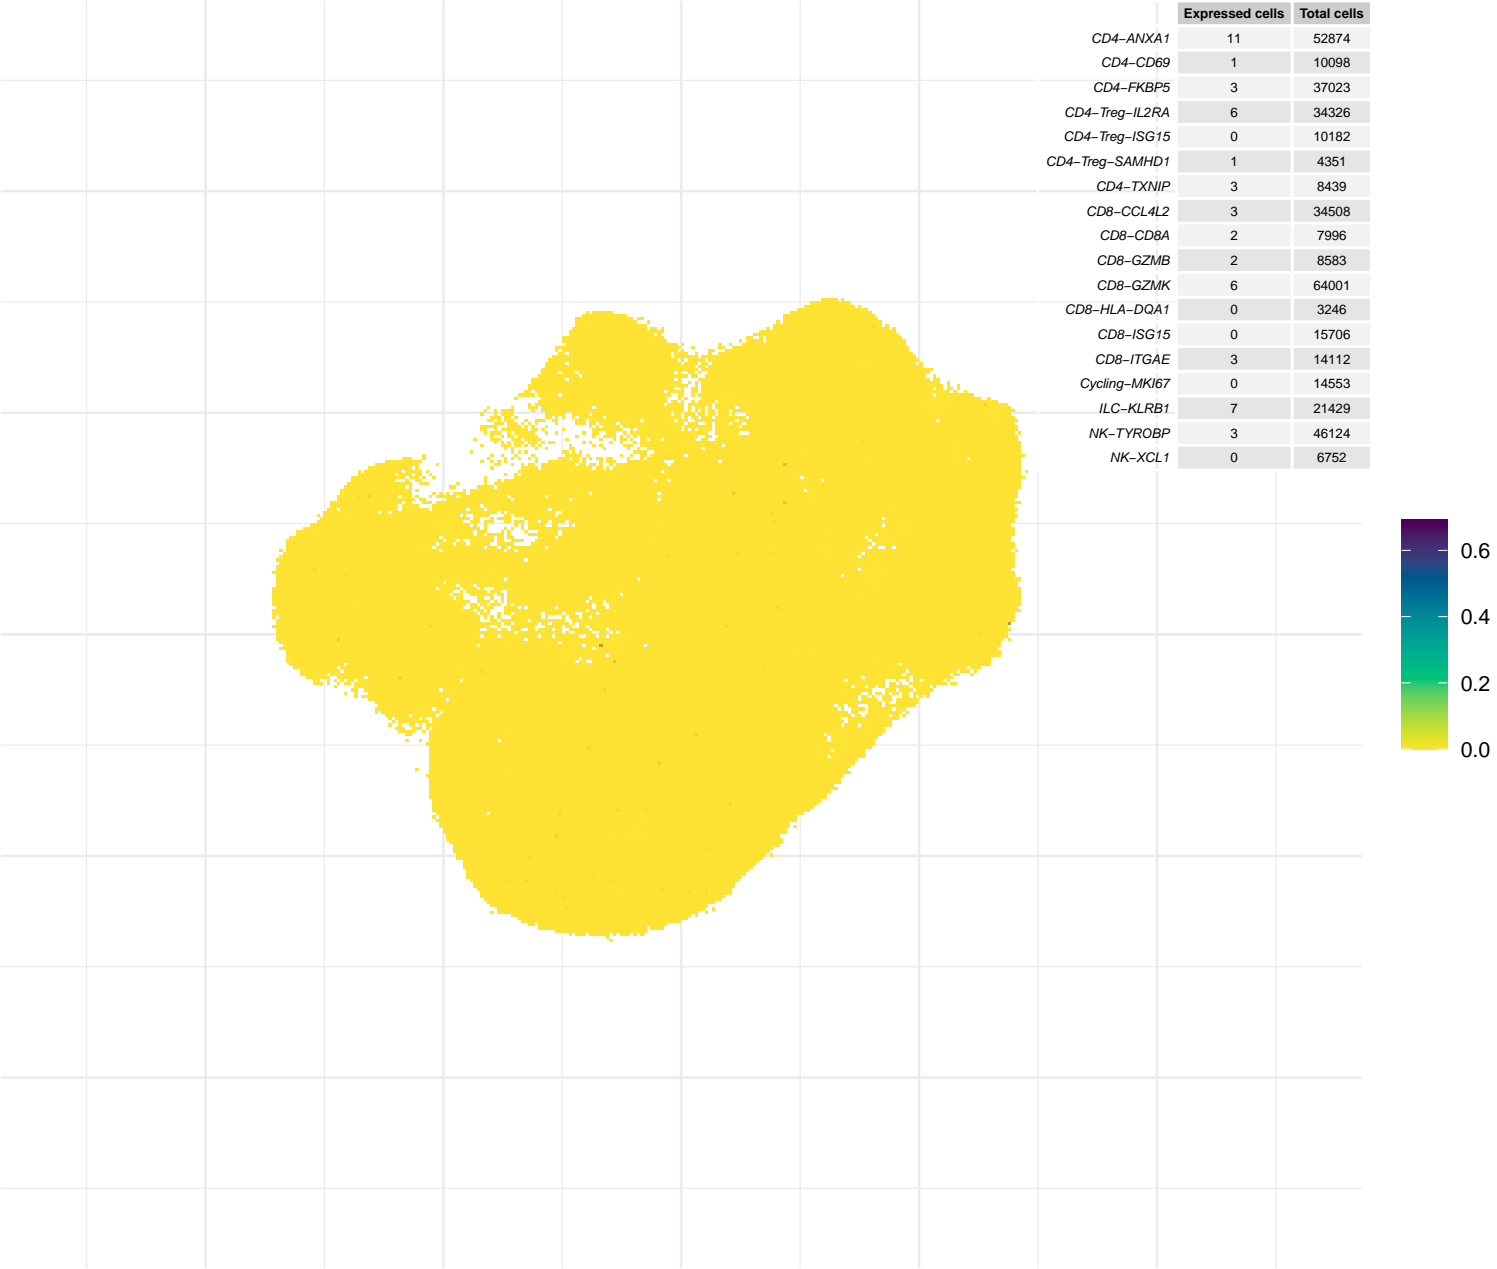 Expressed cells Total cells
CD4−ANXA1 11 52874
CD4−CD69 1 10098
CD4−FKBP5 3 37023
CD4−Treg−IL2RA 6 34326
CD4−Treg−ISG15 0 10182
CD4−Treg−SAMHD1 1 4351
CD4−TXNIP 3 8439
CD8−CCL4L2 3 34508
CD8−CD8A 2 7996
CD8−GZMB 2 8583
CD8−GZMK 6 64001
CD8−HLA−DQA1 0 3246
CD8−ISG15 0 15706
CD8−ITGAE 3 14112
Cycling−MKI67 0 14553
ILC−KLRB1 7 21429
NK−TYROBP 3 46124
NK−XCL1 0 6752
0.6
0.4
0.2
0.0